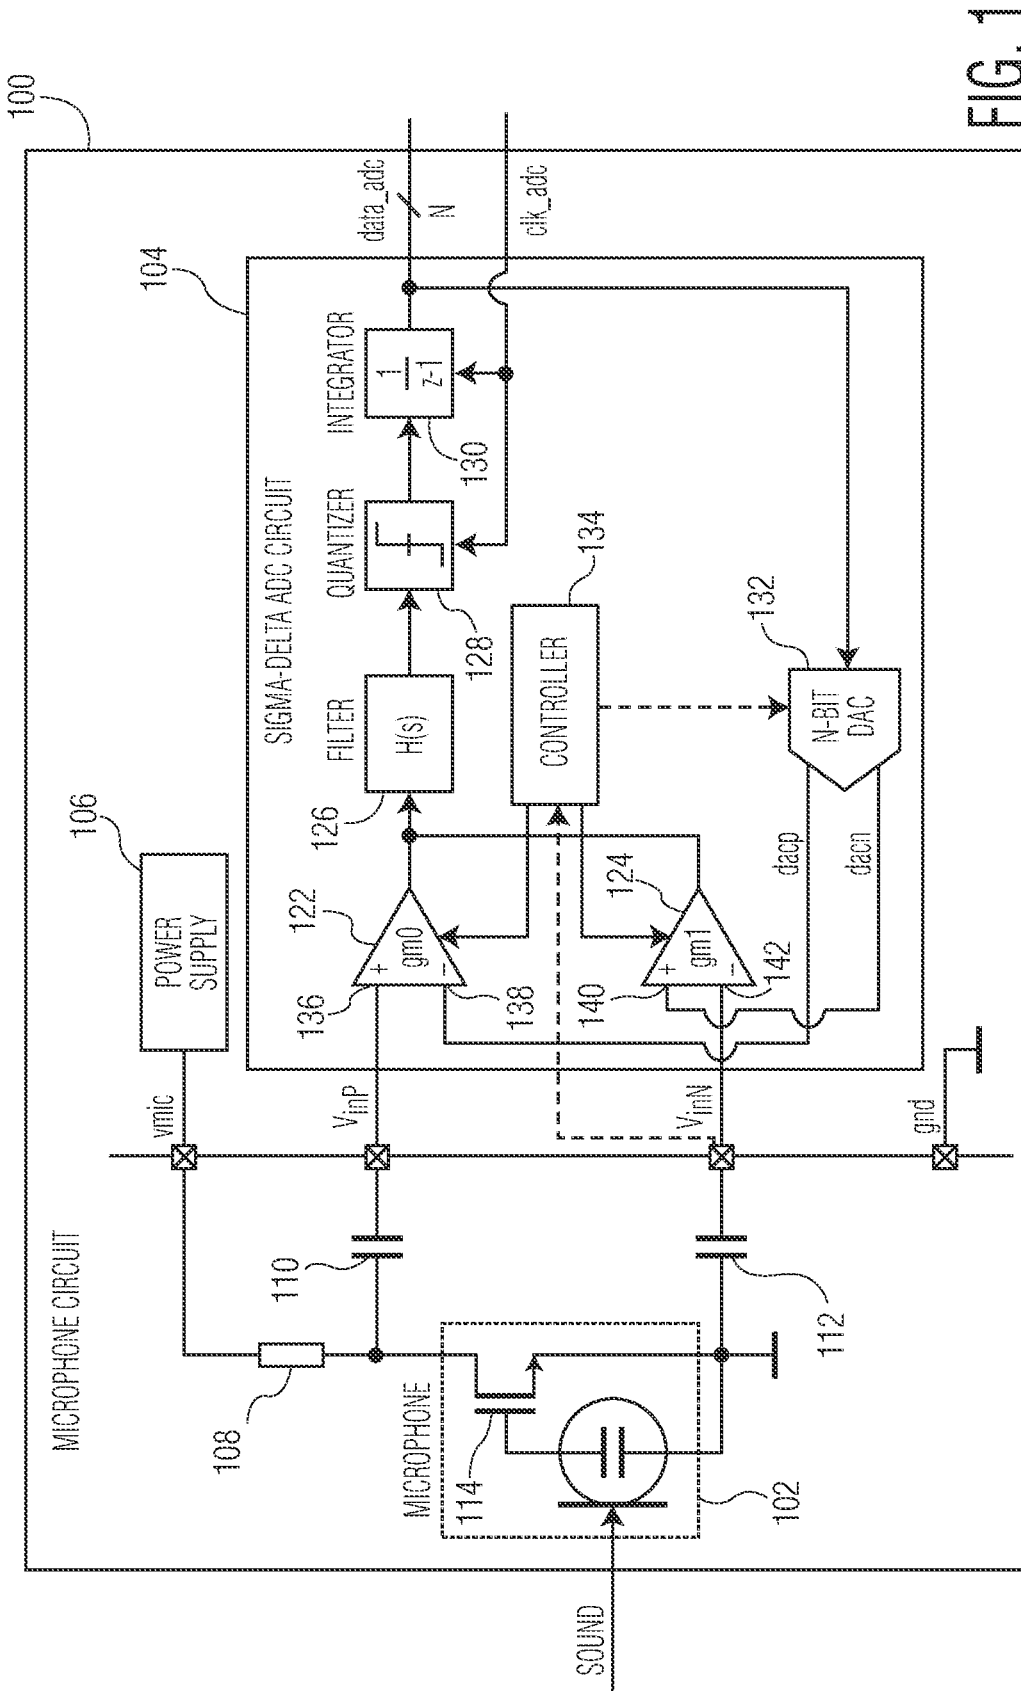 FIG. 1
100
MICROPHONE CIRCUIT
106
POWER
SUPPLY
vmic
104
SIGMA-DELTA ADC CIRCUIT
data_adc
N
clk_adc
108
110
VinP
136
+
-
gm0
122
138
FILTER
H(s)
126
QUANTIZER
128
INTEGRATOR
1
z-1
130
CONTROLLER
134
MICROPHONE
114
102
SOUND
112
VinN
140
+
-
gm1
124
142
dacp
dacn
N-BIT
DAC
132
gnd